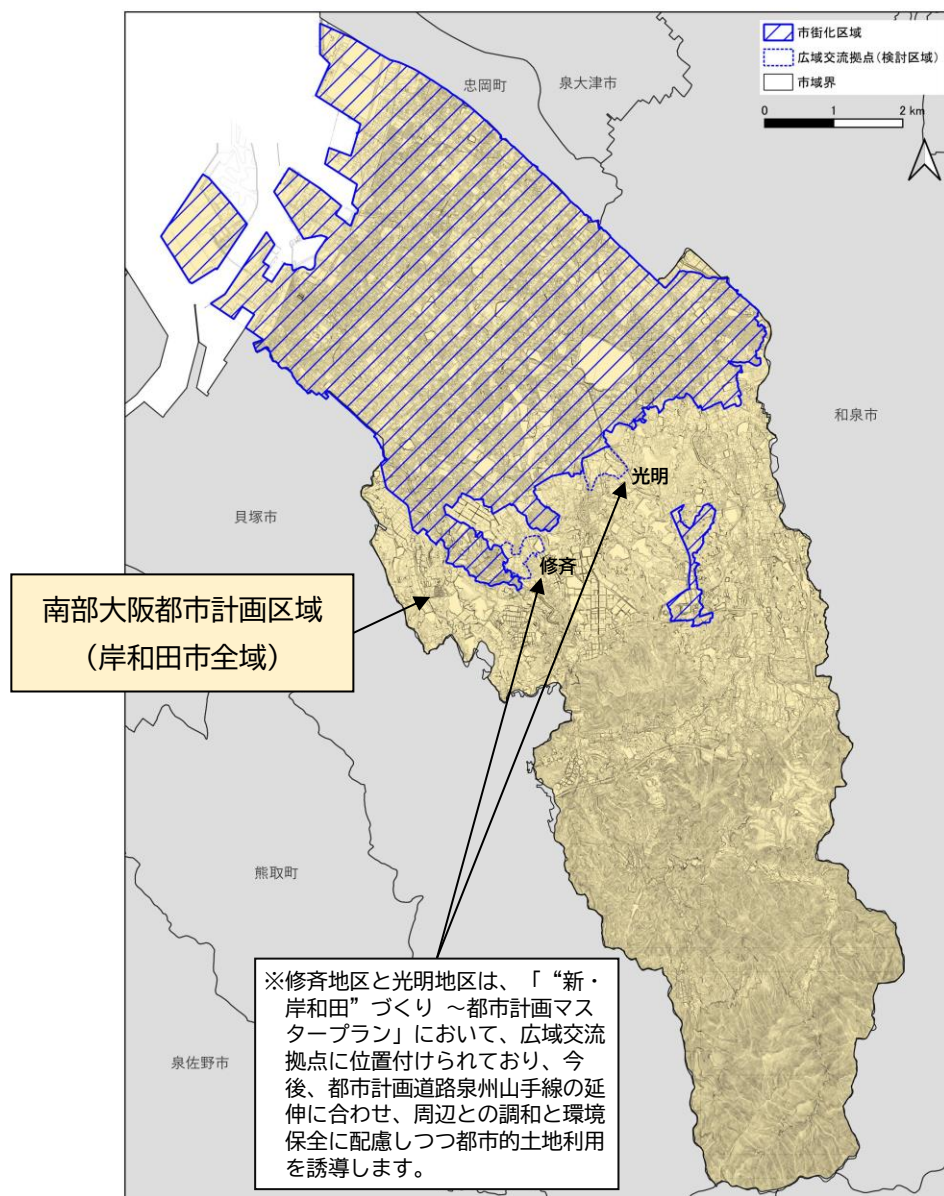 市街化区域
広域交流拠点(検討区域)
市域界
0 1 2 km
忠岡町
泉大津市
和泉市
光明
貝塚市
修斉
南部大阪都市計画区域
(岸和田市全域)
熊取町
泉佐野市
※修斉地区と光明地区は、「“新・
岸和田”づくり ～都市計画マス
タープラン」において、広域交流
拠点に位置付けられており、今
後、都市計画道路泉州山手線の延
伸に合わせ、周辺との調和と環境
保全に配慮しつつ都市的土地利用
を誘導します。